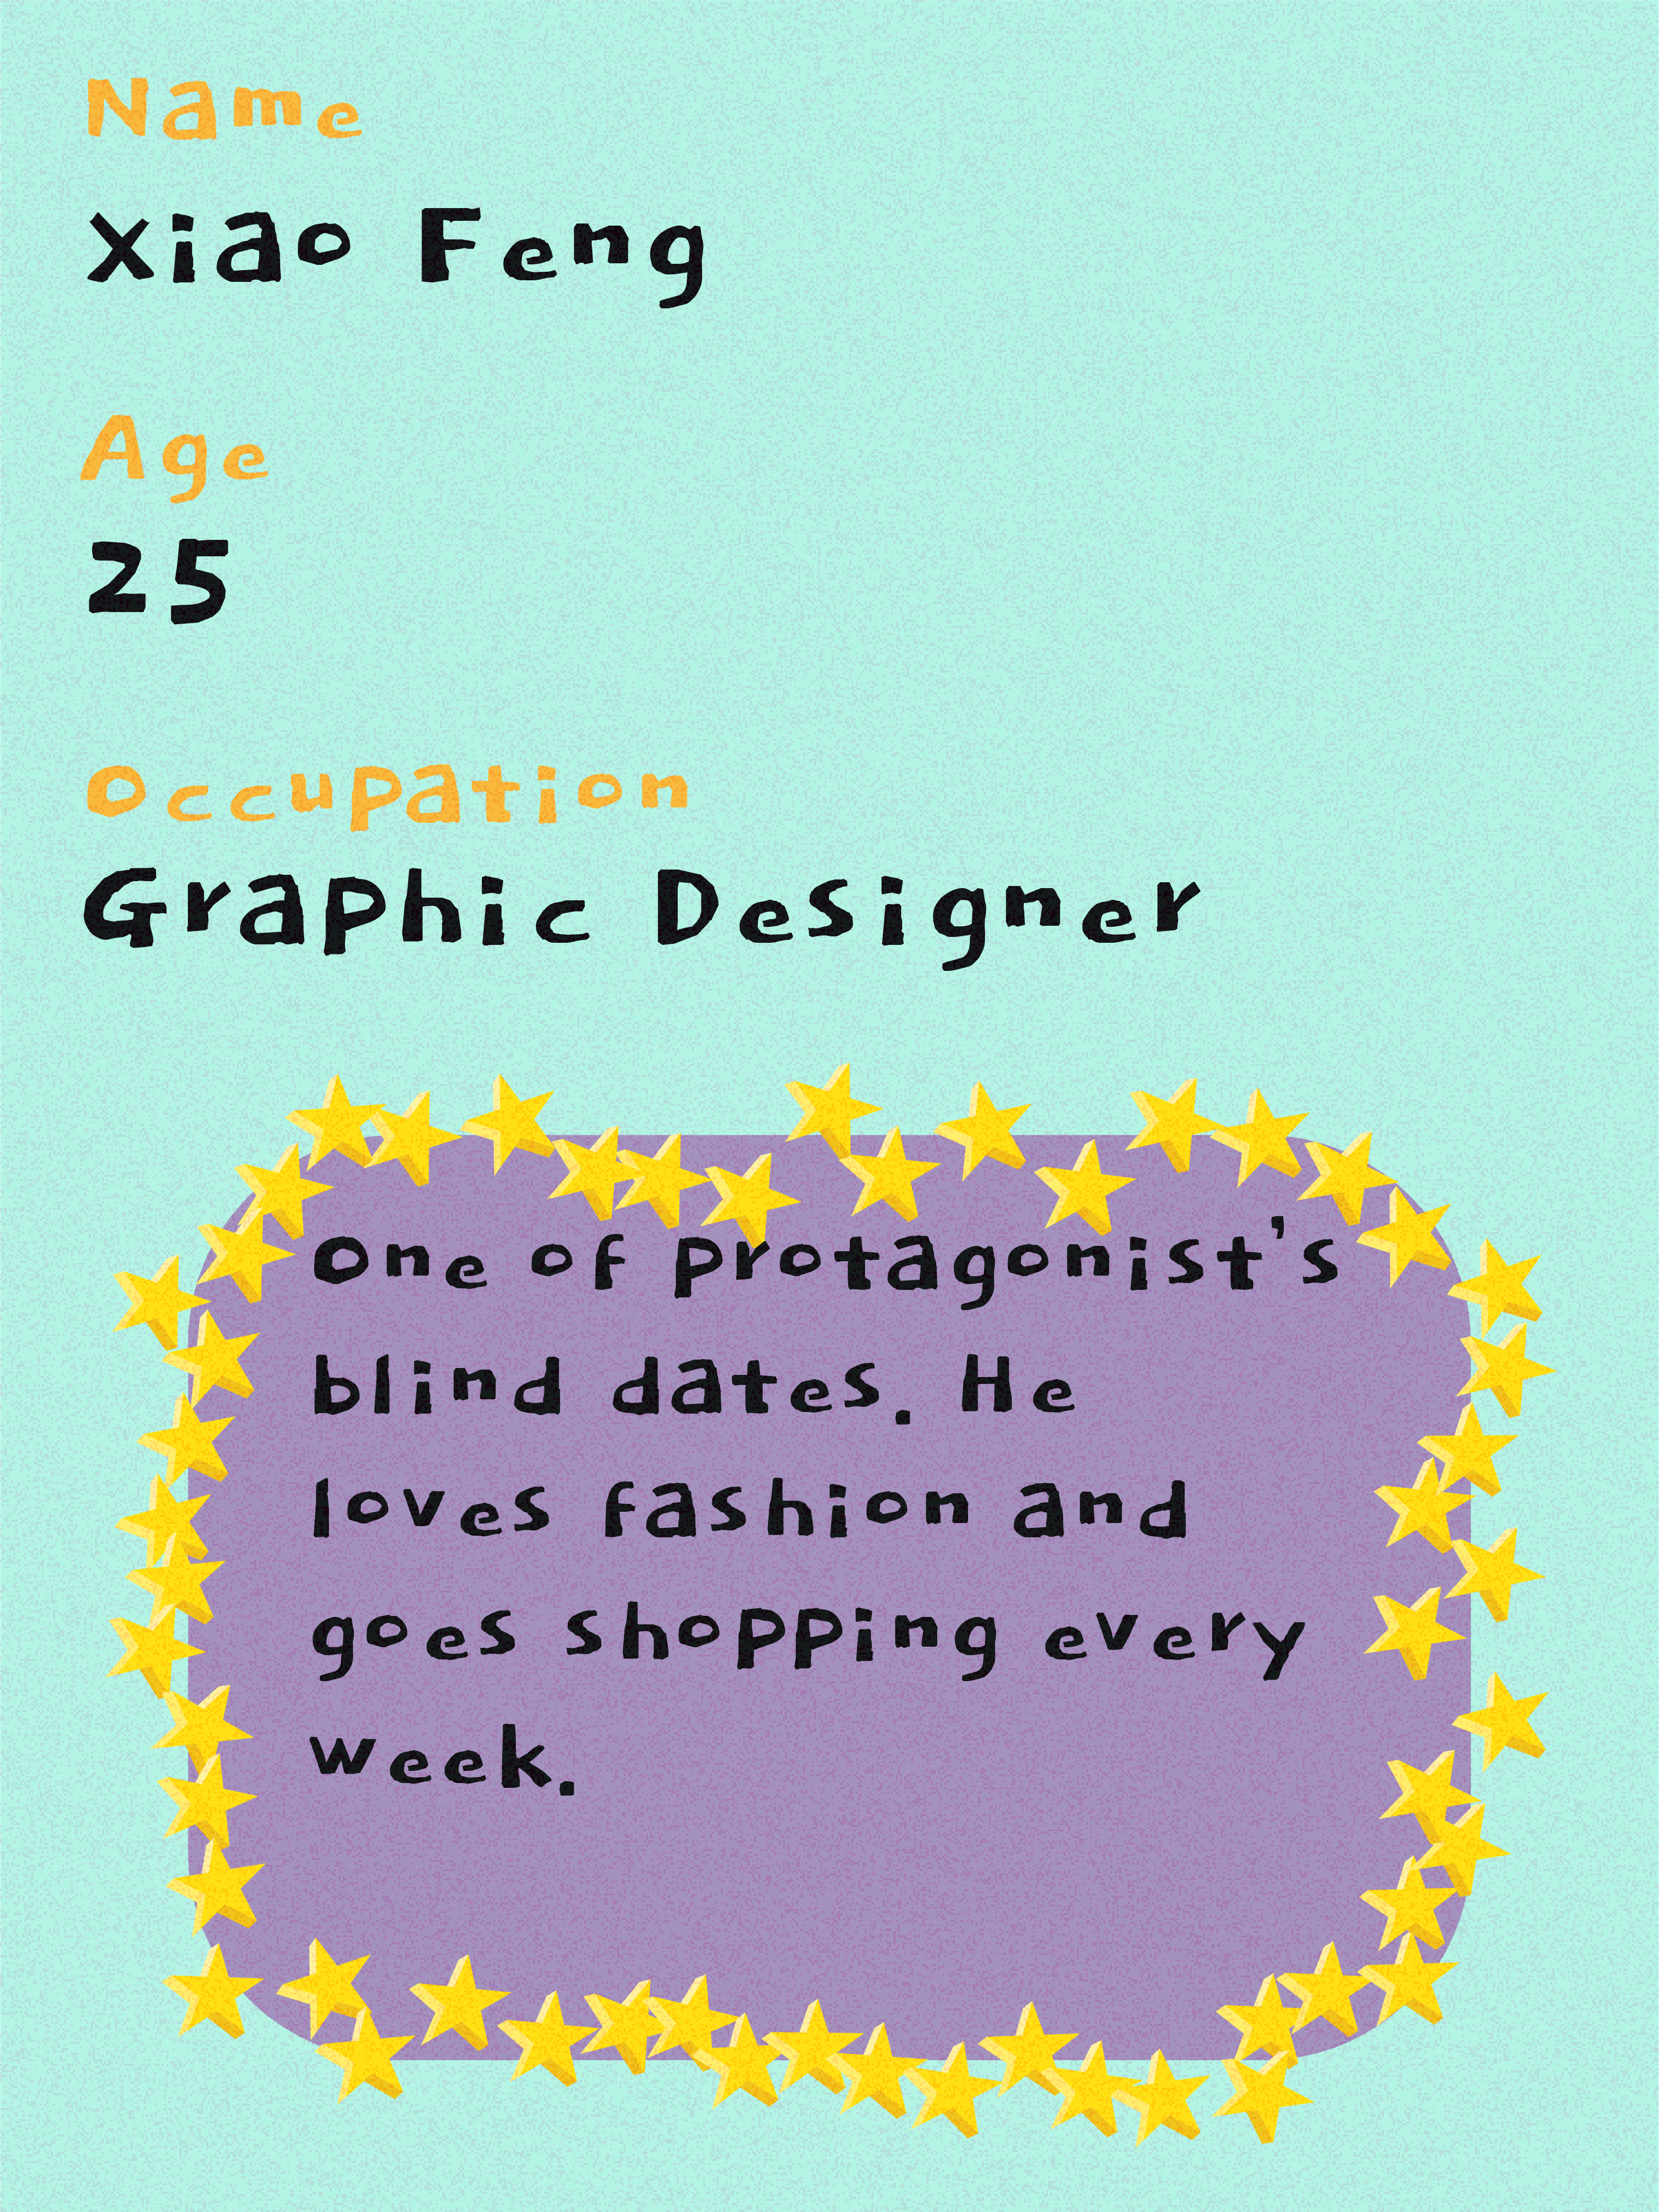 Name
Xiao Feng
Age
25
Occupation
Graphic Designer
One of protagonist's
blind dates. He
loves fashion and
goes shopping every
week.